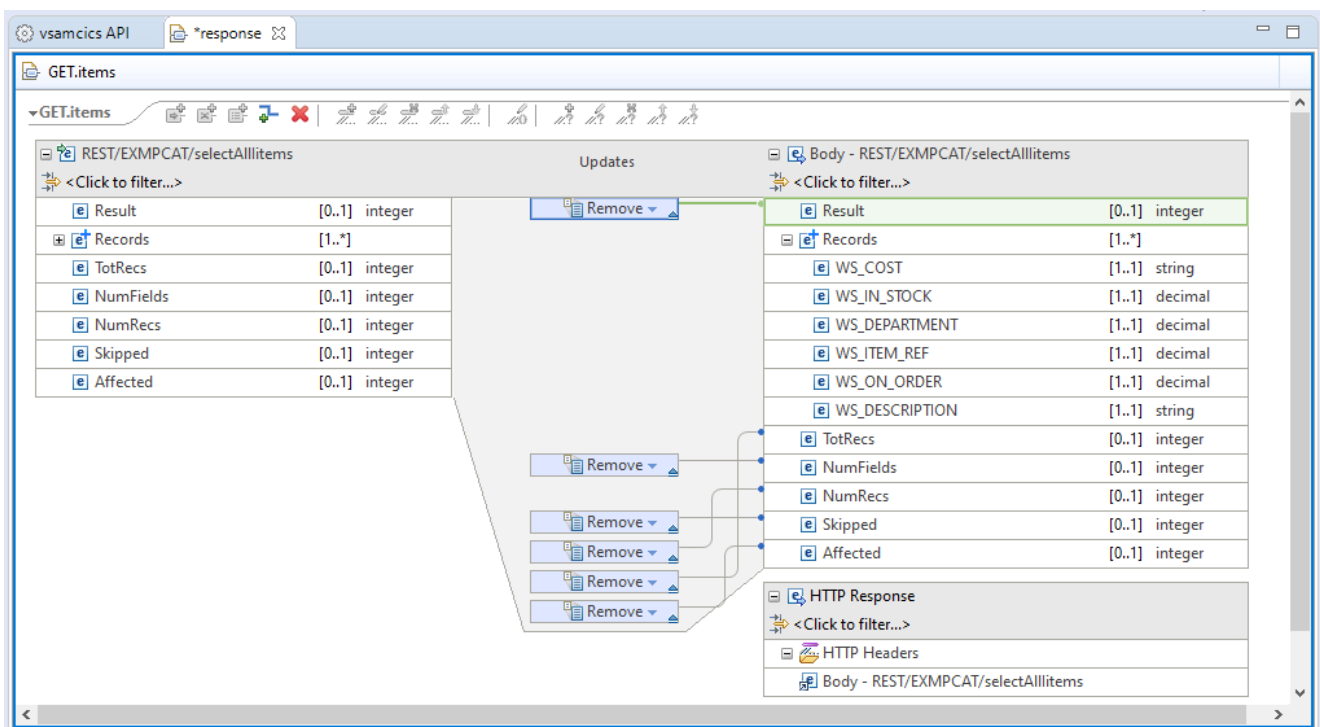 vsamcics API *response
GET.items
GET.items
REST/EXMPCAT/selectAllitems Updates Body - REST/EXMPCAT/selectAllitems
<Click to filter...> <Click to filter...>
Result [0..1] integer Remove Result [0..1] integer
Records [1..*] Records [1..*]
TotRecs [0..1] integer WS_COST [1..1] string
NumFields [0..1] integer WS_IN_STOCK [1..1] decimal
NumRecs [0..1] integer WS_DEPARTMENT [1..1] decimal
Skipped [0..1] integer WS_ITEM_REF [1..1] decimal
Affected [0..1] integer WS_ON_ORDER [1..1] decimal
WS_DESCRIPTION [1..1] string
TotRecs [0..1] integer
Remove NumFields [0..1] integer
NumRecs [0..1] integer
Remove Skipped [0..1] integer
Remove Affected [0..1] integer
Remove
Remove HTTP Response
<Click to filter...>
HTTP Headers
Body - REST/EXMPCAT/selectAllitems